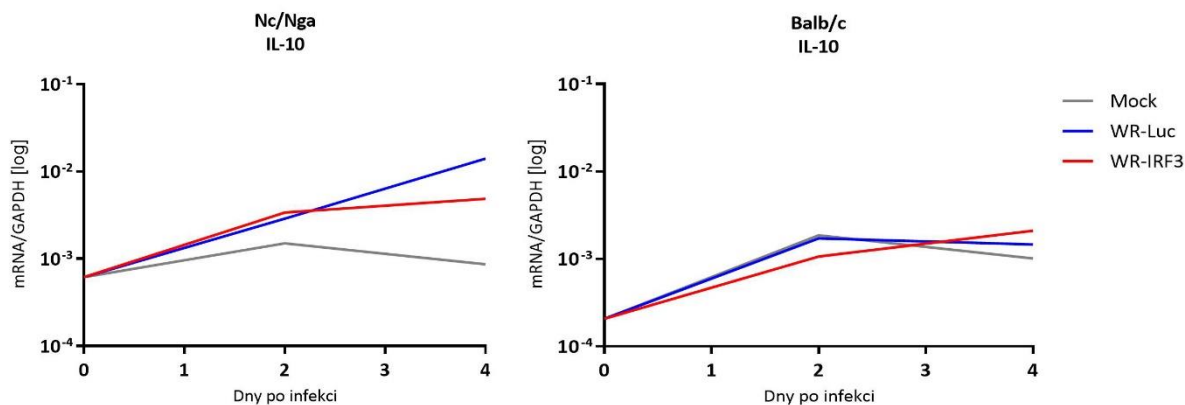 Nc/Nga
IL-10
mRNA/GAPDH [log]
10-1
10-2
10-3
10-4
0 1 2 3 4
Dny po infekci
Balb/c
IL-10
mRNA/GAPDH [log]
10-1
10-2
10-3
10-4
0 1 2 3 4
Dny po infekci
Mock
WR-Luc
WR-IRF3